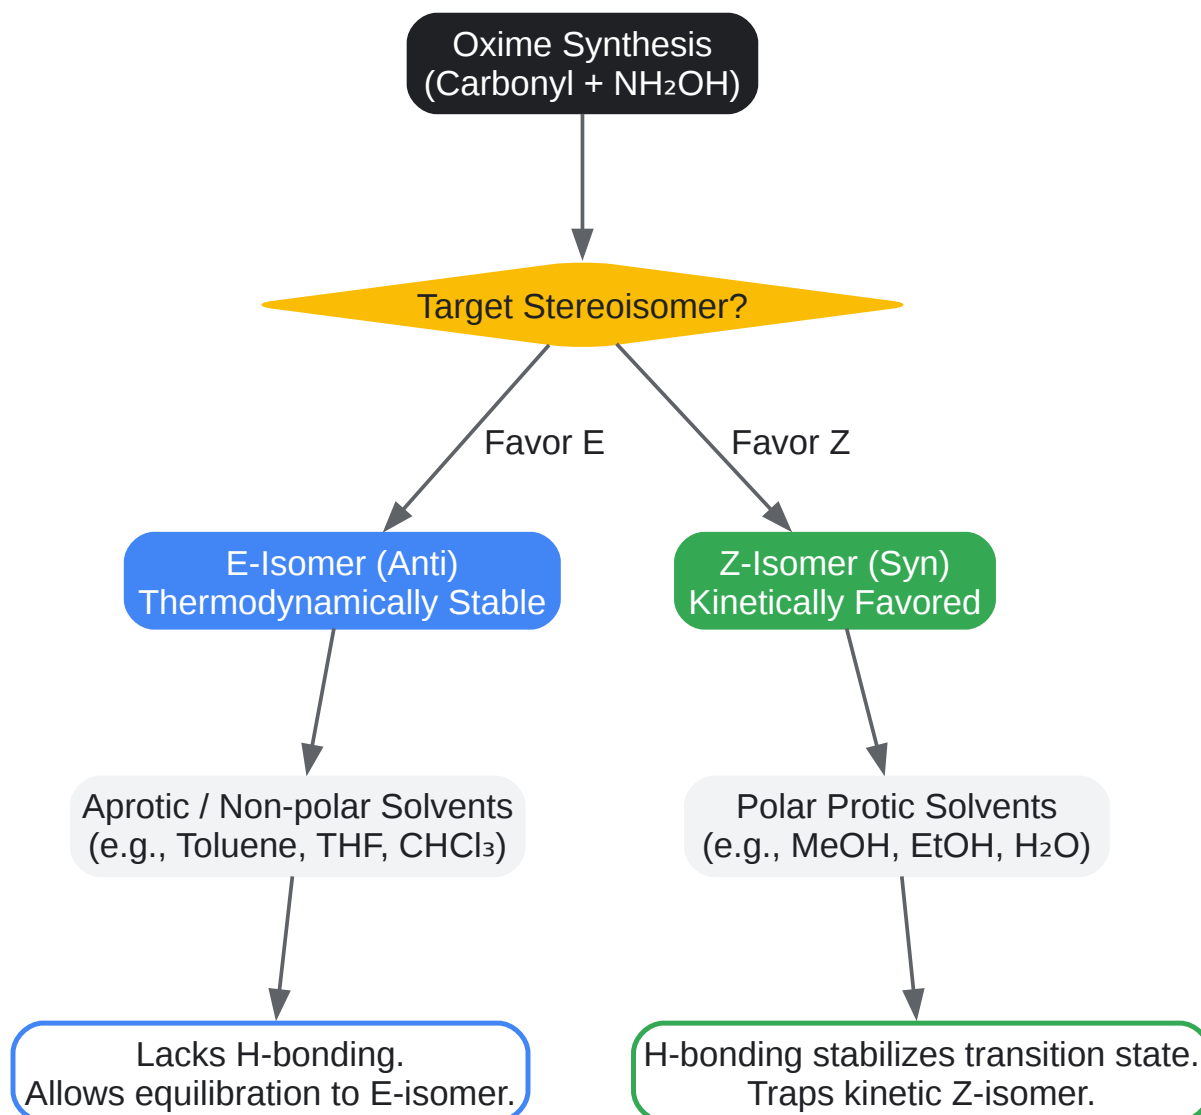 Oxime Synthesis
(Carbonyl + NH₂OH)
Target Stereoisomer?
Favor E
Favor Z
E-Isomer (Anti)
Thermodynamically Stable
Z-Isomer (Syn)
Kinetically Favored
Aprotic / Non-polar Solvents
(e.g., Toluene, THF, CHCl₃)
Polar Protic Solvents
(e.g., MeOH, EtOH, H₂O)
Lacks H-bonding.
Allows equilibration to E-isomer.
H-bonding stabilizes transition state.
Traps kinetic Z-isomer.